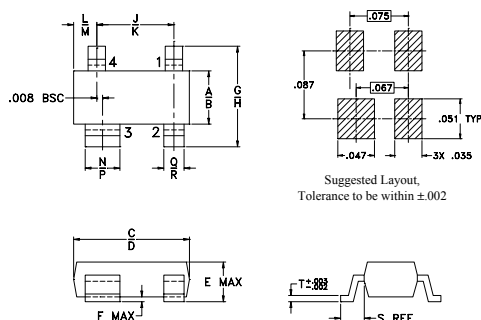 L
M
J
K
4
1
.008 BSC
A
B
G
H
3
2
N
P
Q
R
.075
.087
.067
.051 TYP
.047
3X .035
Suggested Layout,
Tolerance to be within ±.002
C
D
E MAX
F MAX
T +.003
-.002
S REF